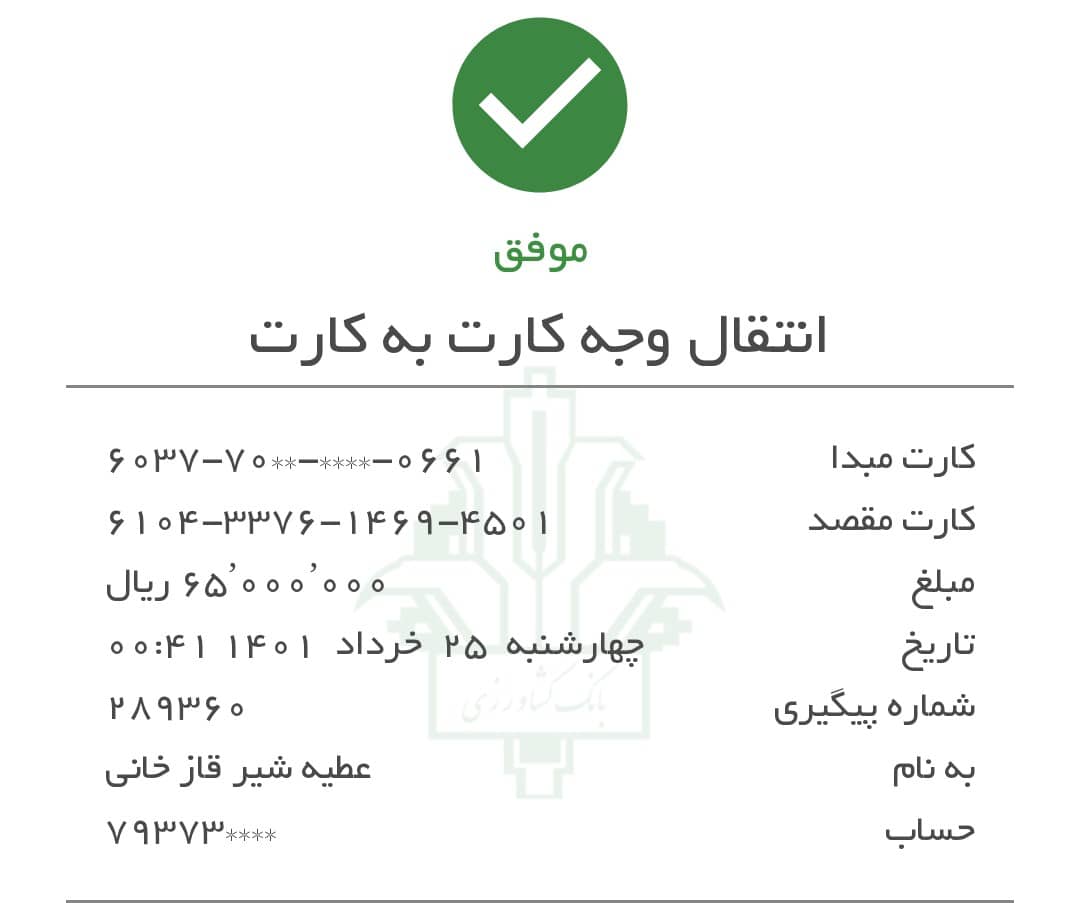 موفق
انتقال وجه کارت به کارت
کارت مبدا ۶۰۳۷-۷۰**-****-۰۶۶۱
کارت مقصد ۶۱۰۴-۳۳۷۶-۱۴۶۹-۴۵۰۱
مبلغ ۶۵٬۰۰۰٬۰۰۰ ریال
تاریخ چهارشنبه ۲۵ خرداد ۱۴۰۱ ۰۰:۴۱
شماره پیگیری ۲۸۹۳۶۰
به نام عطیه شیر قاز خانی
حساب ۷۹۳۷۳****
بانک کشاورزی